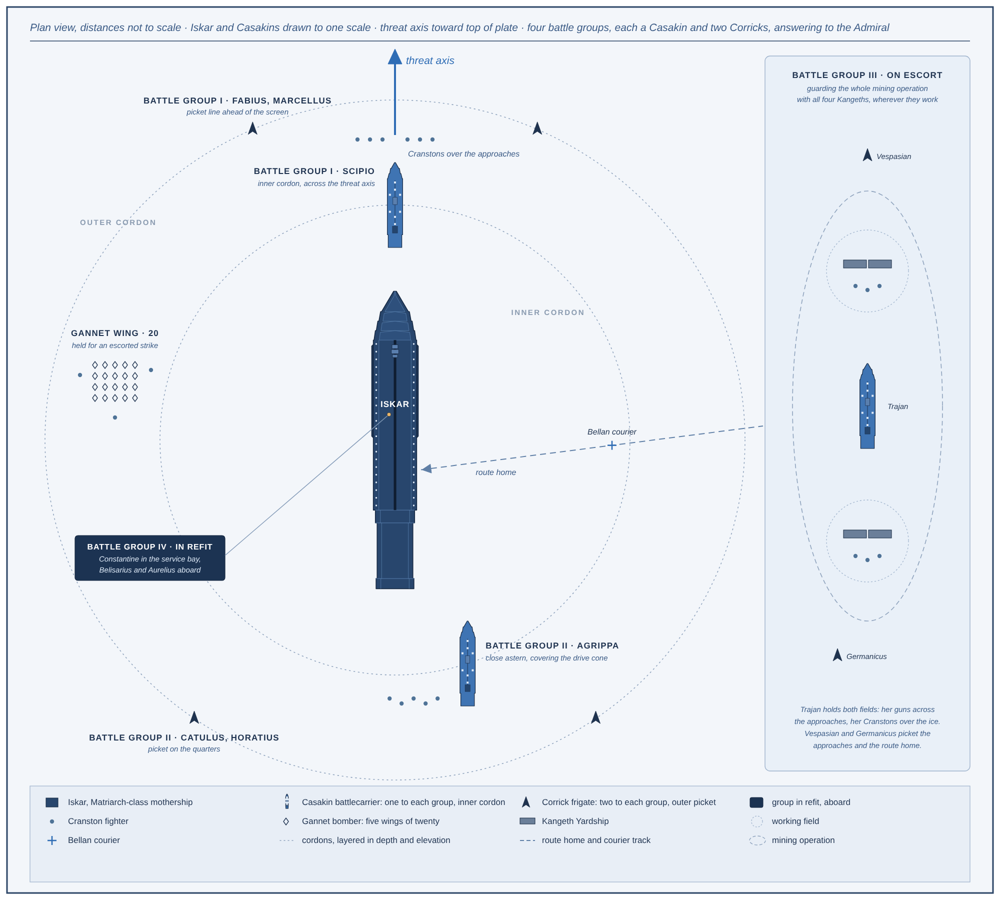 Plan view, distances not to scale · Iskar and Casakins drawn to one scale · threat axis toward top of plate · four battle groups, each a Casakin and two Corricks, answering to the Admiral
threat axis
BATTLE GROUP I · FABIUS, MARCELLUS
picket line ahead of the screen
Cranstons over the approaches
BATTLE GROUP I · SCIPIO
inner cordon, across the threat axis
OUTER CORDON
INNER CORDON
GANNET WING · 20
held for an escorted strike
ISKAR
Bellan courier
route home
BATTLE GROUP IV · IN REFIT
Constantine in the service bay,
Belisarius and Aurelius aboard
BATTLE GROUP II · AGRIPPA
close astern, covering the drive cone
BATTLE GROUP II · CATULUS, HORATIUS
picket on the quarters
BATTLE GROUP III · ON ESCORT
guarding the whole mining operation
with all four Kangeths, wherever they work
Vespasian
Trajan
Germanicus
Trajan holds both fields: her guns across
the approaches, her Cranstons over the ice.
Vespasian and Germanicus picket the
approaches and the route home.
Iskar, Matriarch-class mothership
Casakin battlecarrier: one to each group, inner cordon
Corrick frigate: two to each group, outer picket
group in refit, aboard
Cranston fighter
Gannet bomber: five wings of twenty
Kangeth Yardship
working field
Bellan courier
cordons, layered in depth and elevation
route home and courier track
mining operation